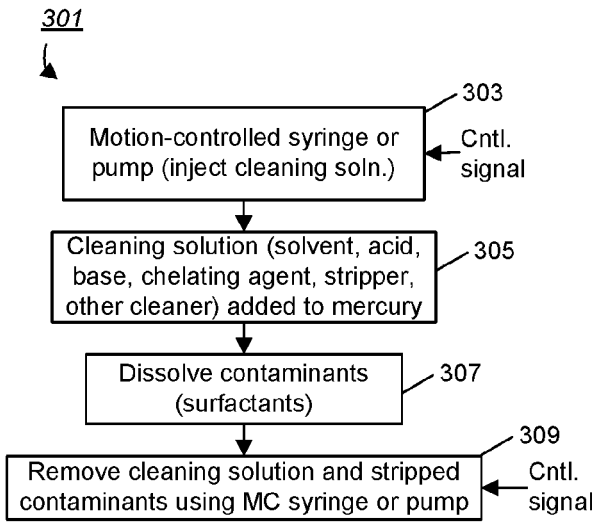 301
303
Motion-controlled syringe or
pump (inject cleaning soln.)
Cntl.
signal
Cleaning solution (solvent, acid,
base, chelating agent, stripper,
other cleaner) added to mercury
305
Dissolve contaminants
(surfactants)
307
309
Remove cleaning solution and stripped
contaminants using MC syringe or pump
Cntl.
signal